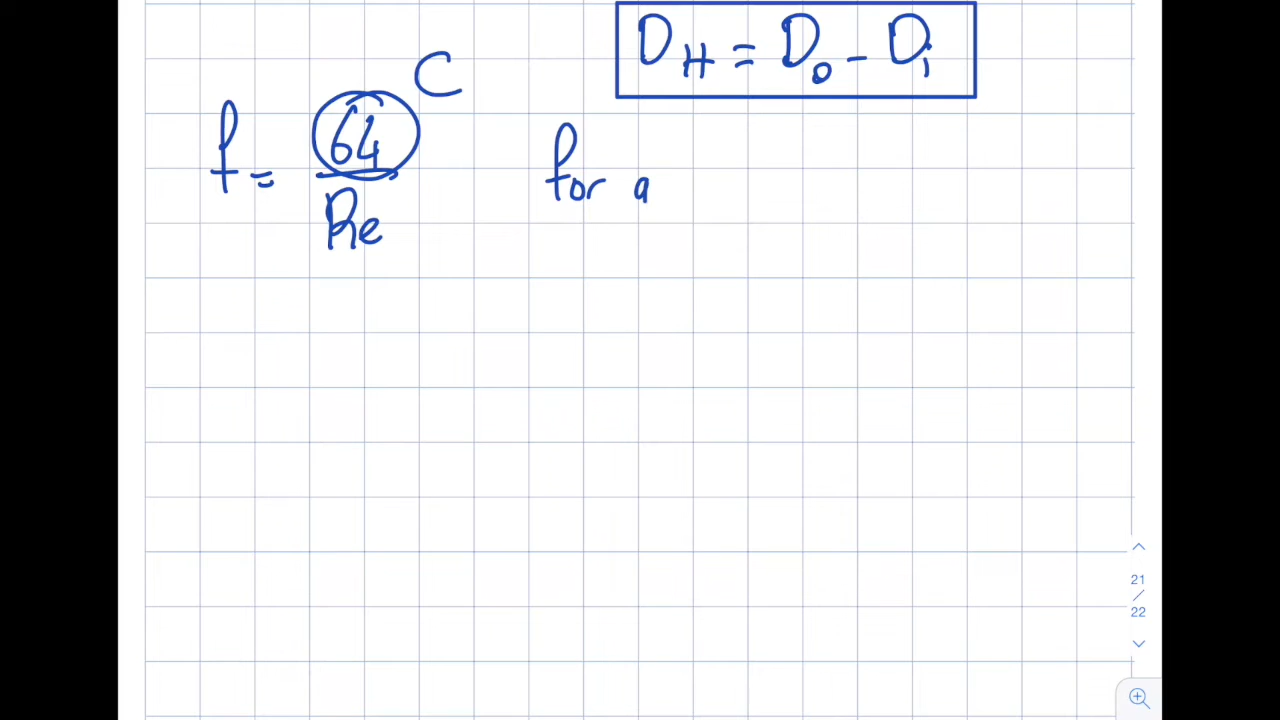 D_H = D_o - D_i
C
f = 64 / Re
for a
21
/
22